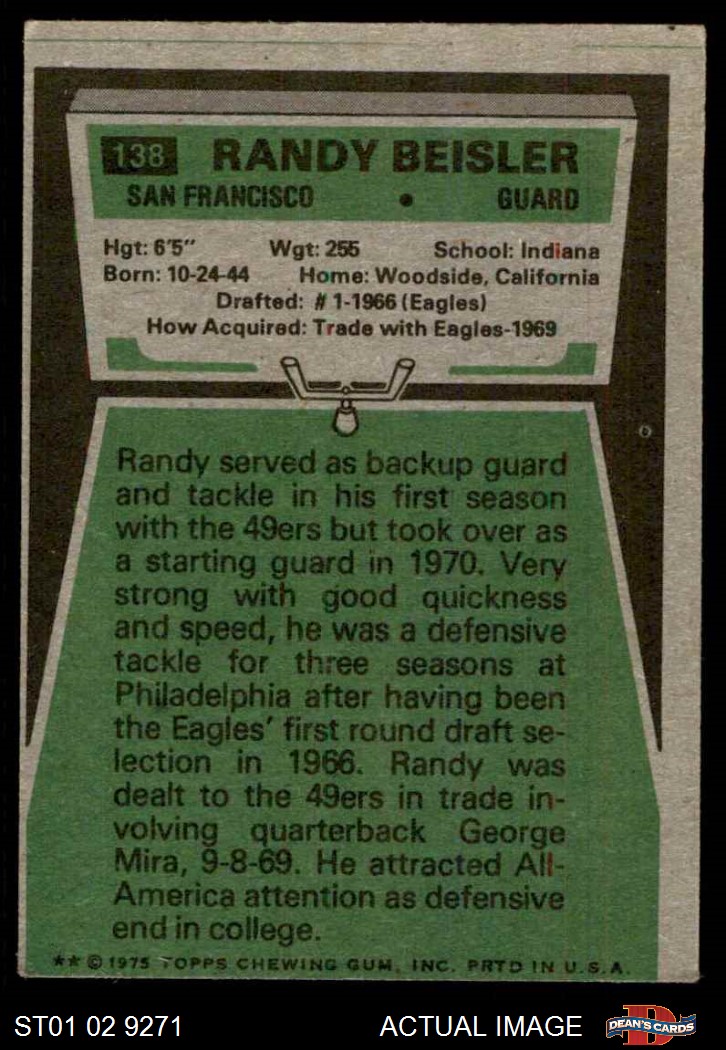 138 RANDY BEISLER
SAN FRANCISCO • GUARD
Hgt: 6'5" Wgt: 255 School: Indiana
Born: 10-24-44 Home: Woodside, California
Drafted: #1-1966 (Eagles)
How Acquired: Trade with Eagles-1969
Randy served as backup guard
and tackle in his first season
with the 49ers but took over as
a starting guard in 1970. Very
strong with good quickness
and speed, he was a defensive
tackle for three seasons at
Philadelphia after having been
the Eagles' first round draft se-
lection in 1966. Randy was
dealt to the 49ers in trade in-
volving quarterback George
Mira, 9-8-69. He attracted All-
America attention as defensive
end in college.
** © 1975 TOPPS CHEWING GUM, INC. PRTD IN U.S.A.
ST01 02 9271 ACTUAL IMAGE D DEAN'S CARDS